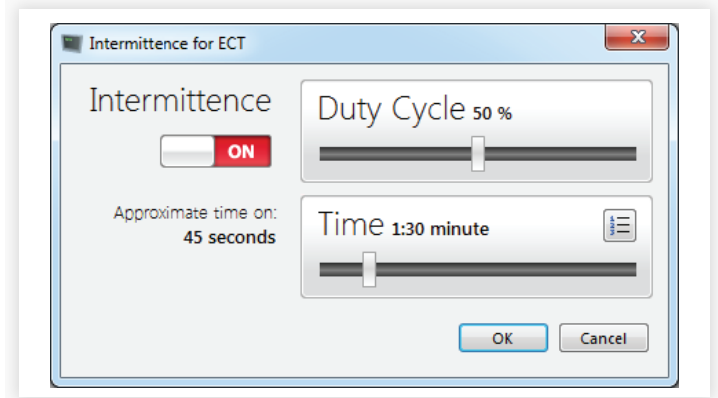 Intermittence for ECT
Intermittence
ON
Approximate time on:
45 seconds
Duty Cycle 50 %
Time 1:30 minute
OK
Cancel